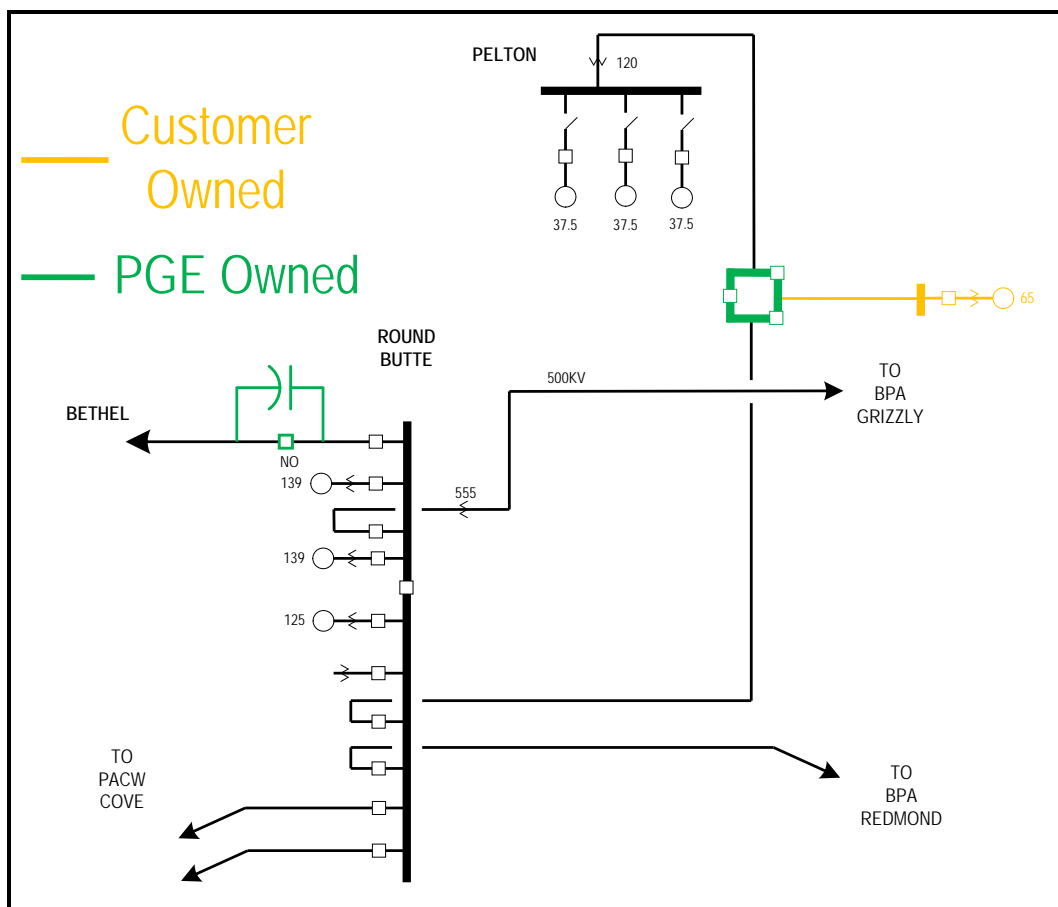 PELTON
120
37.5
37.5
37.5
Customer
Owned
PGE Owned
65
ROUND
BUTTE
500KV
TO
BPA
GRIZZLY
BETHEL
NO
139
555
139
125
TO
PACW
COVE
TO
BPA
REDMOND